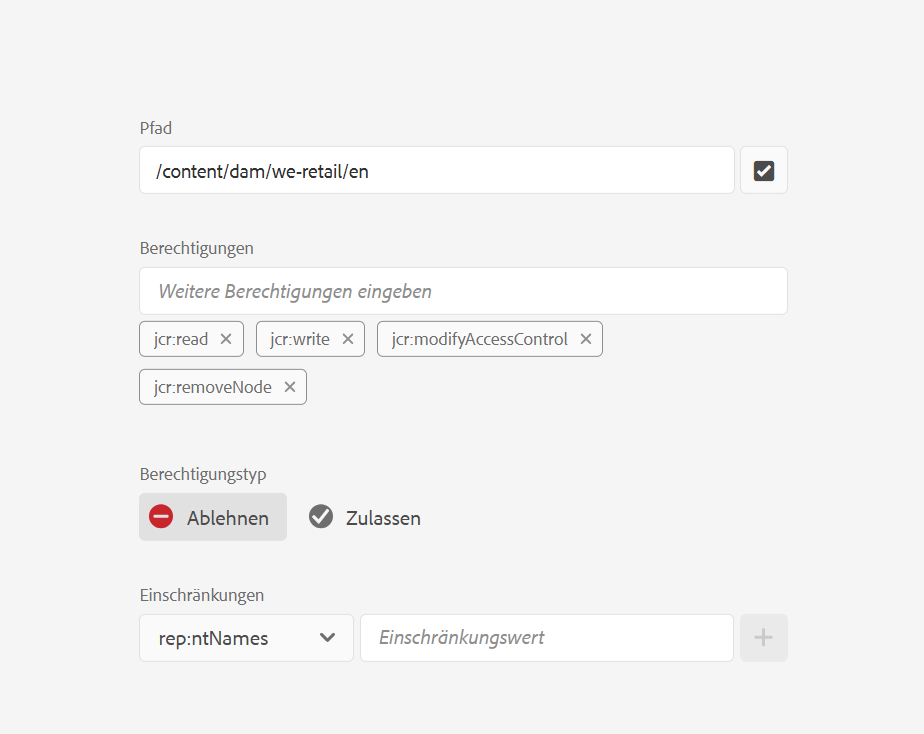 Pfad
/content/dam/we-retail/en
Berechtigungen
Weitere Berechtigungen eingeben
jcr:read jcr:write jcr:modifyAccessControl
jcr:removeNode
Berechtigungstyp
Ablehnen Zulassen
Einschränkungen
rep:ntNames Einschränkungswert